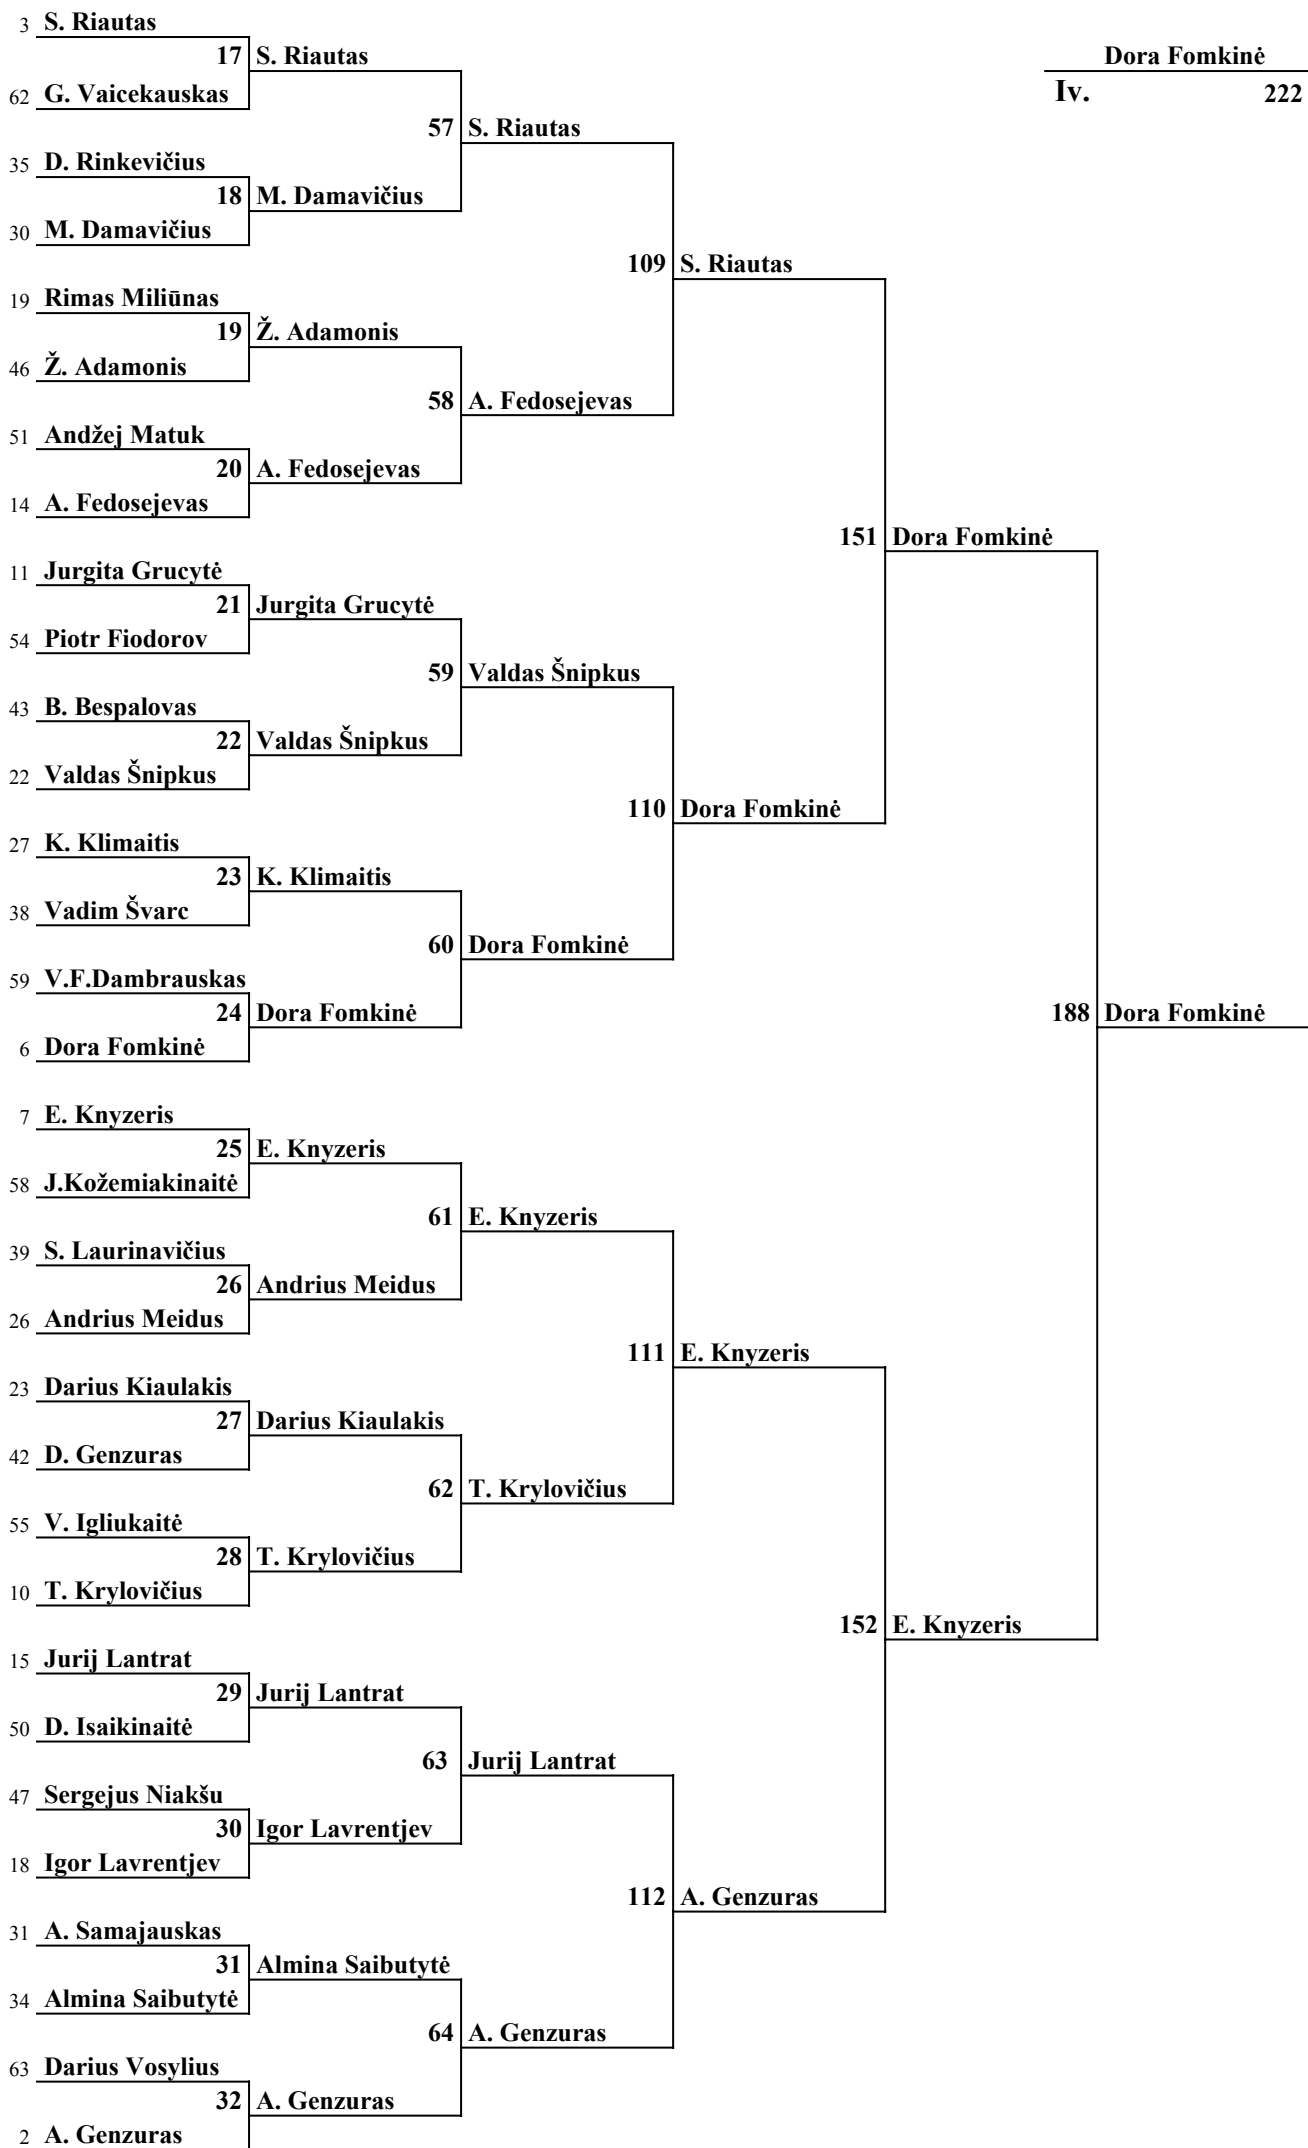 3 S. Riautas
17 S. Riautas Dora Fomkinė
62 G. Vaicekauskas Iv. 222
57 S. Riautas
35 D. Rinkevičius
18 M. Damavičius
30 M. Damavičius
109 S. Riautas
19 Rimas Miliūnas
19 Ž. Adamonis
46 Ž. Adamonis
58 A. Fedosejevas
51 Andžej Matuk
20 A. Fedosejevas
14 A. Fedosejevas
151 Dora Fomkinė
11 Jurgita Grucytė
21 Jurgita Grucytė
54 Piotr Fiodorov
59 Valdas Šnipkus
43 B. Bespalovas
22 Valdas Šnipkus
22 Valdas Šnipkus
110 Dora Fomkinė
27 K. Klimaitis
23 K. Klimaitis
38 Vadim Švarc
60 Dora Fomkinė
59 V.F.Dambrauskas
24 Dora Fomkinė 188 Dora Fomkinė
6 Dora Fomkinė
7 E. Knyzeris
25 E. Knyzeris
58 J.Kožemiakinaitė
61 E. Knyzeris
39 S. Laurinavičius
26 Andrius Meidus
26 Andrius Meidus
111 E. Knyzeris
23 Darius Kiaulakis
27 Darius Kiaulakis
42 D. Genzuras
62 T. Krylovičius
55 V. Igliukaitė
28 T. Krylovičius
10 T. Krylovičius
152 E. Knyzeris
15 Jurij Lantrat
29 Jurij Lantrat
50 D. Isaikinaitė
63 Jurij Lantrat
47 Sergejus Niakšu
30 Igor Lavrentjev
18 Igor Lavrentjev
112 A. Genzuras
31 A. Samajauskas
31 Almina Saibutytė
34 Almina Saibutytė
64 A. Genzuras
63 Darius Vosylius
32 A. Genzuras
2 A. Genzuras